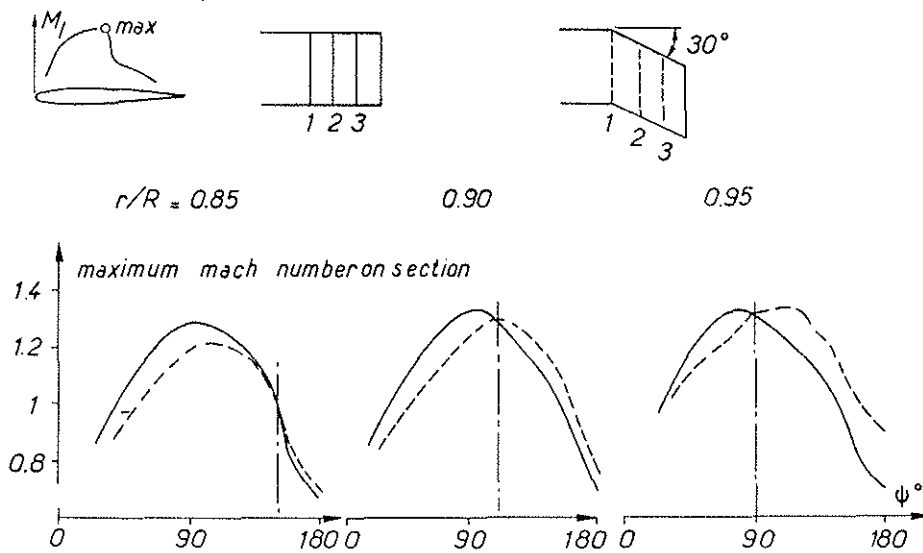 M₁ max
30°
1 2 3
1 2 3
r/R = 0.85 0.90 0.95
maximum mach number on section
1.4
1.2
1
0.8
ψ°
0 90 180 0 90 180 0 90 180